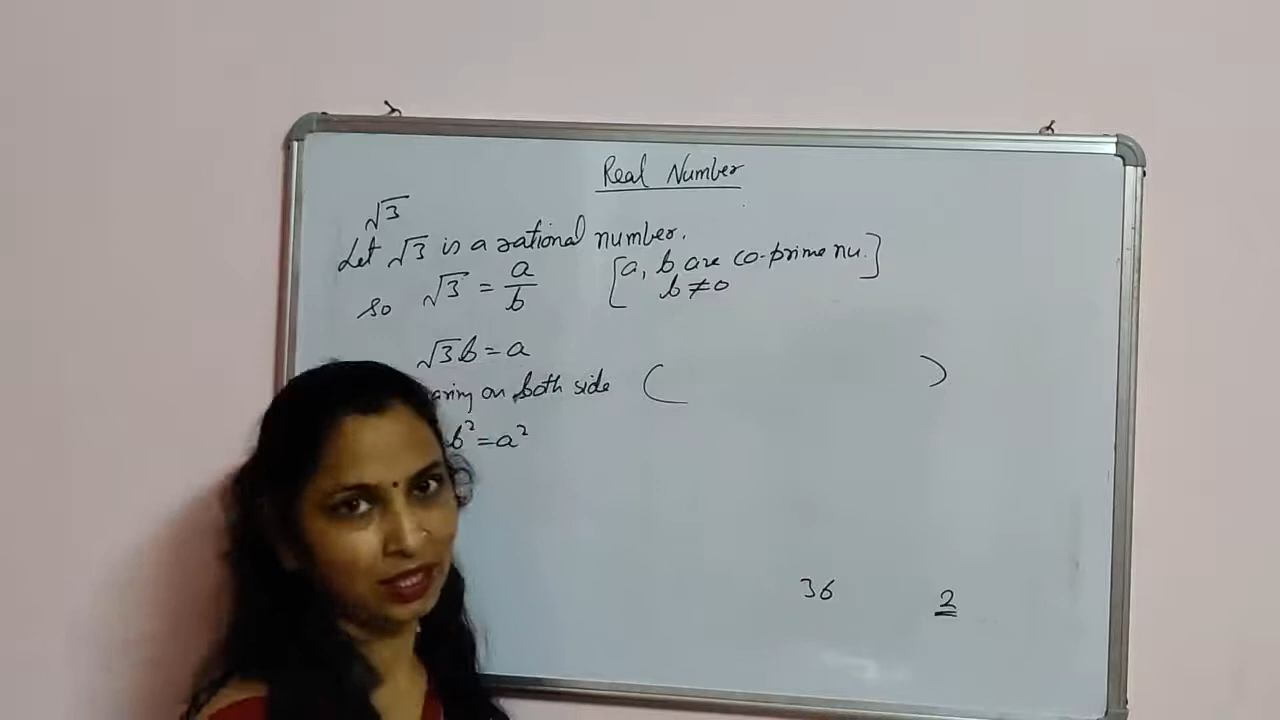 Real Number
√3
Let √3 is a rational number.
so √3 = a/b [a, b are co-prime nu.]
b ≠ 0
√3b = a
aring on both side ( )
b² = a²
36 2